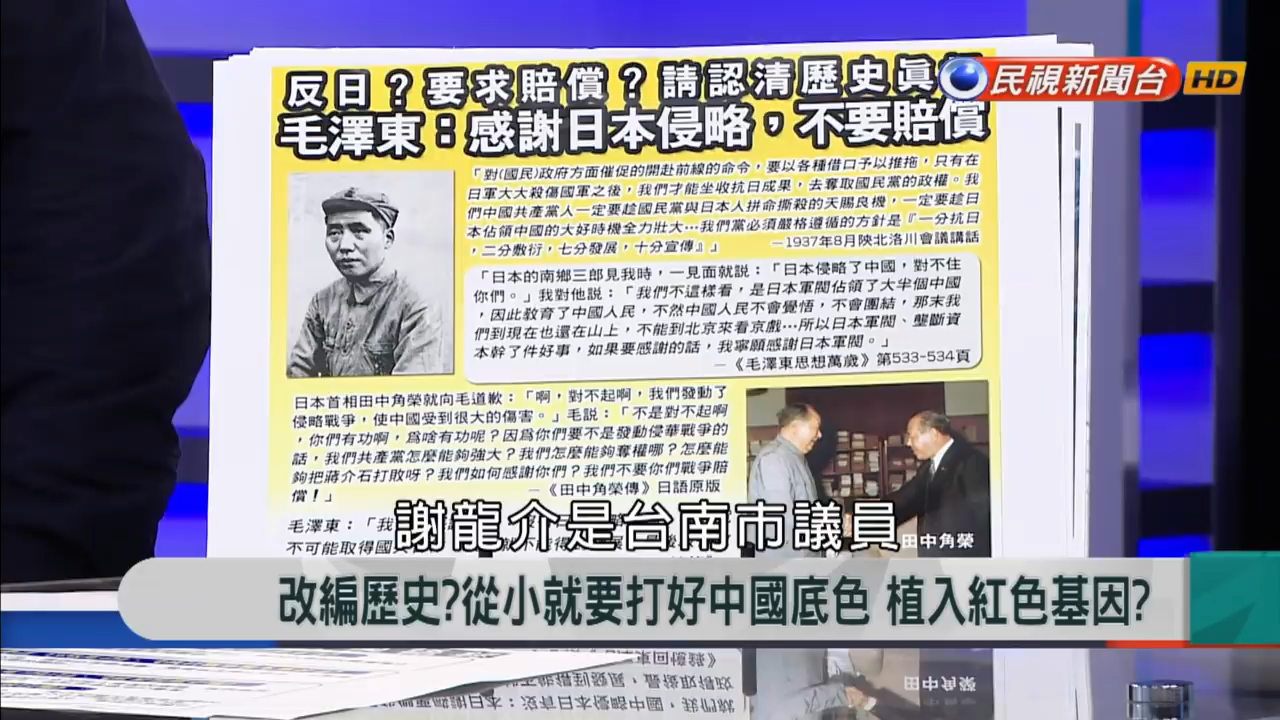 反日？要求賠償？請認清歷史眞
民視新聞台 HD
毛澤東：感謝日本侵略，不要賠償
「對(國民)政府方面催促的開赴前線的命令，要以各種借口予以推拖，只有在
日軍大大殺傷國軍之後，我們才能坐收抗日成果，去奪取國民黨的政權。我
們中國共產黨人一定要趁國民黨與日本人拼命撕殺的天賜良機，一定要趁日
本佔領中國的大好時機全力壯大…我們黨必須嚴格遵循的方針是『一分抗日
，二分敷衍，七分發展，十分宣傳』」
—1937年8月陝北洛川會議講話
「日本的南鄉三郎見我時，一見面就說：「日本侵略了中國，對不住
你們。」我對他説：「我們不這樣看，是日本軍閥佔領了大半個中國
，因此教育了中國人民，不然中國人民不會覺悟，不會團結，那末我
們到現在也還在山上，不能到北京來看京戲…所以日本軍閥、壟斷資
本幹了件好事，如果要感謝的話，我寧願感謝日本軍閥。」
—《毛澤東思想萬歲》第533-534頁
日本首相田中角榮就向毛道歉：「啊，對不起啊，我們發動了
侵略戰爭，使中國受到很大的傷害。」毛説：「不是對不起啊
，你們有功啊，爲啥有功呢？因爲你們要不是發動侵華戰爭的
話，我們共產黨怎麼能夠強大？我們怎麼能夠奪權哪？怎麼能
夠把蔣介石打敗呀？我們如何感謝你們？我們不要你們戰爭賠
償！」
—《田中角榮傳》日語原版
毛澤東：「我
不可能取得國
田中角榮
謝龍介是台南市議員
改編歷史?從小就要打好中國底色 植入紅色基因?